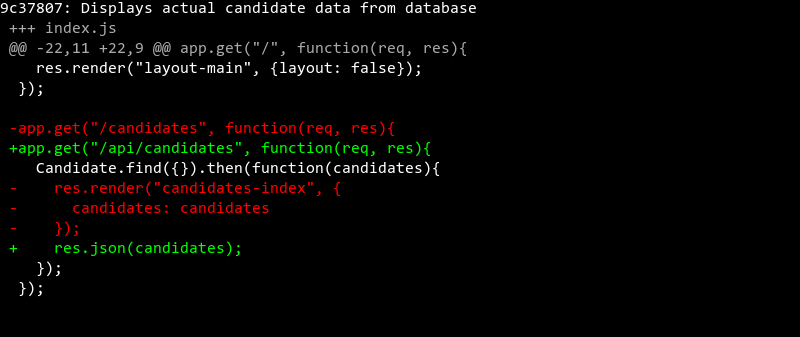 9c37807: Displays actual candidate data from database
+++ index.js
@@ -22,11 +22,9 @@ app.get("/", function(req, res){
   res.render("layout-main", {layout: false});
 });

-app.get("/candidates", function(req, res){
+app.get("/api/candidates", function(req, res){
   Candidate.find({}).then(function(candidates){
-    res.render("candidates-index", {
-      candidates: candidates
-    });
+    res.json(candidates);
   });
 });